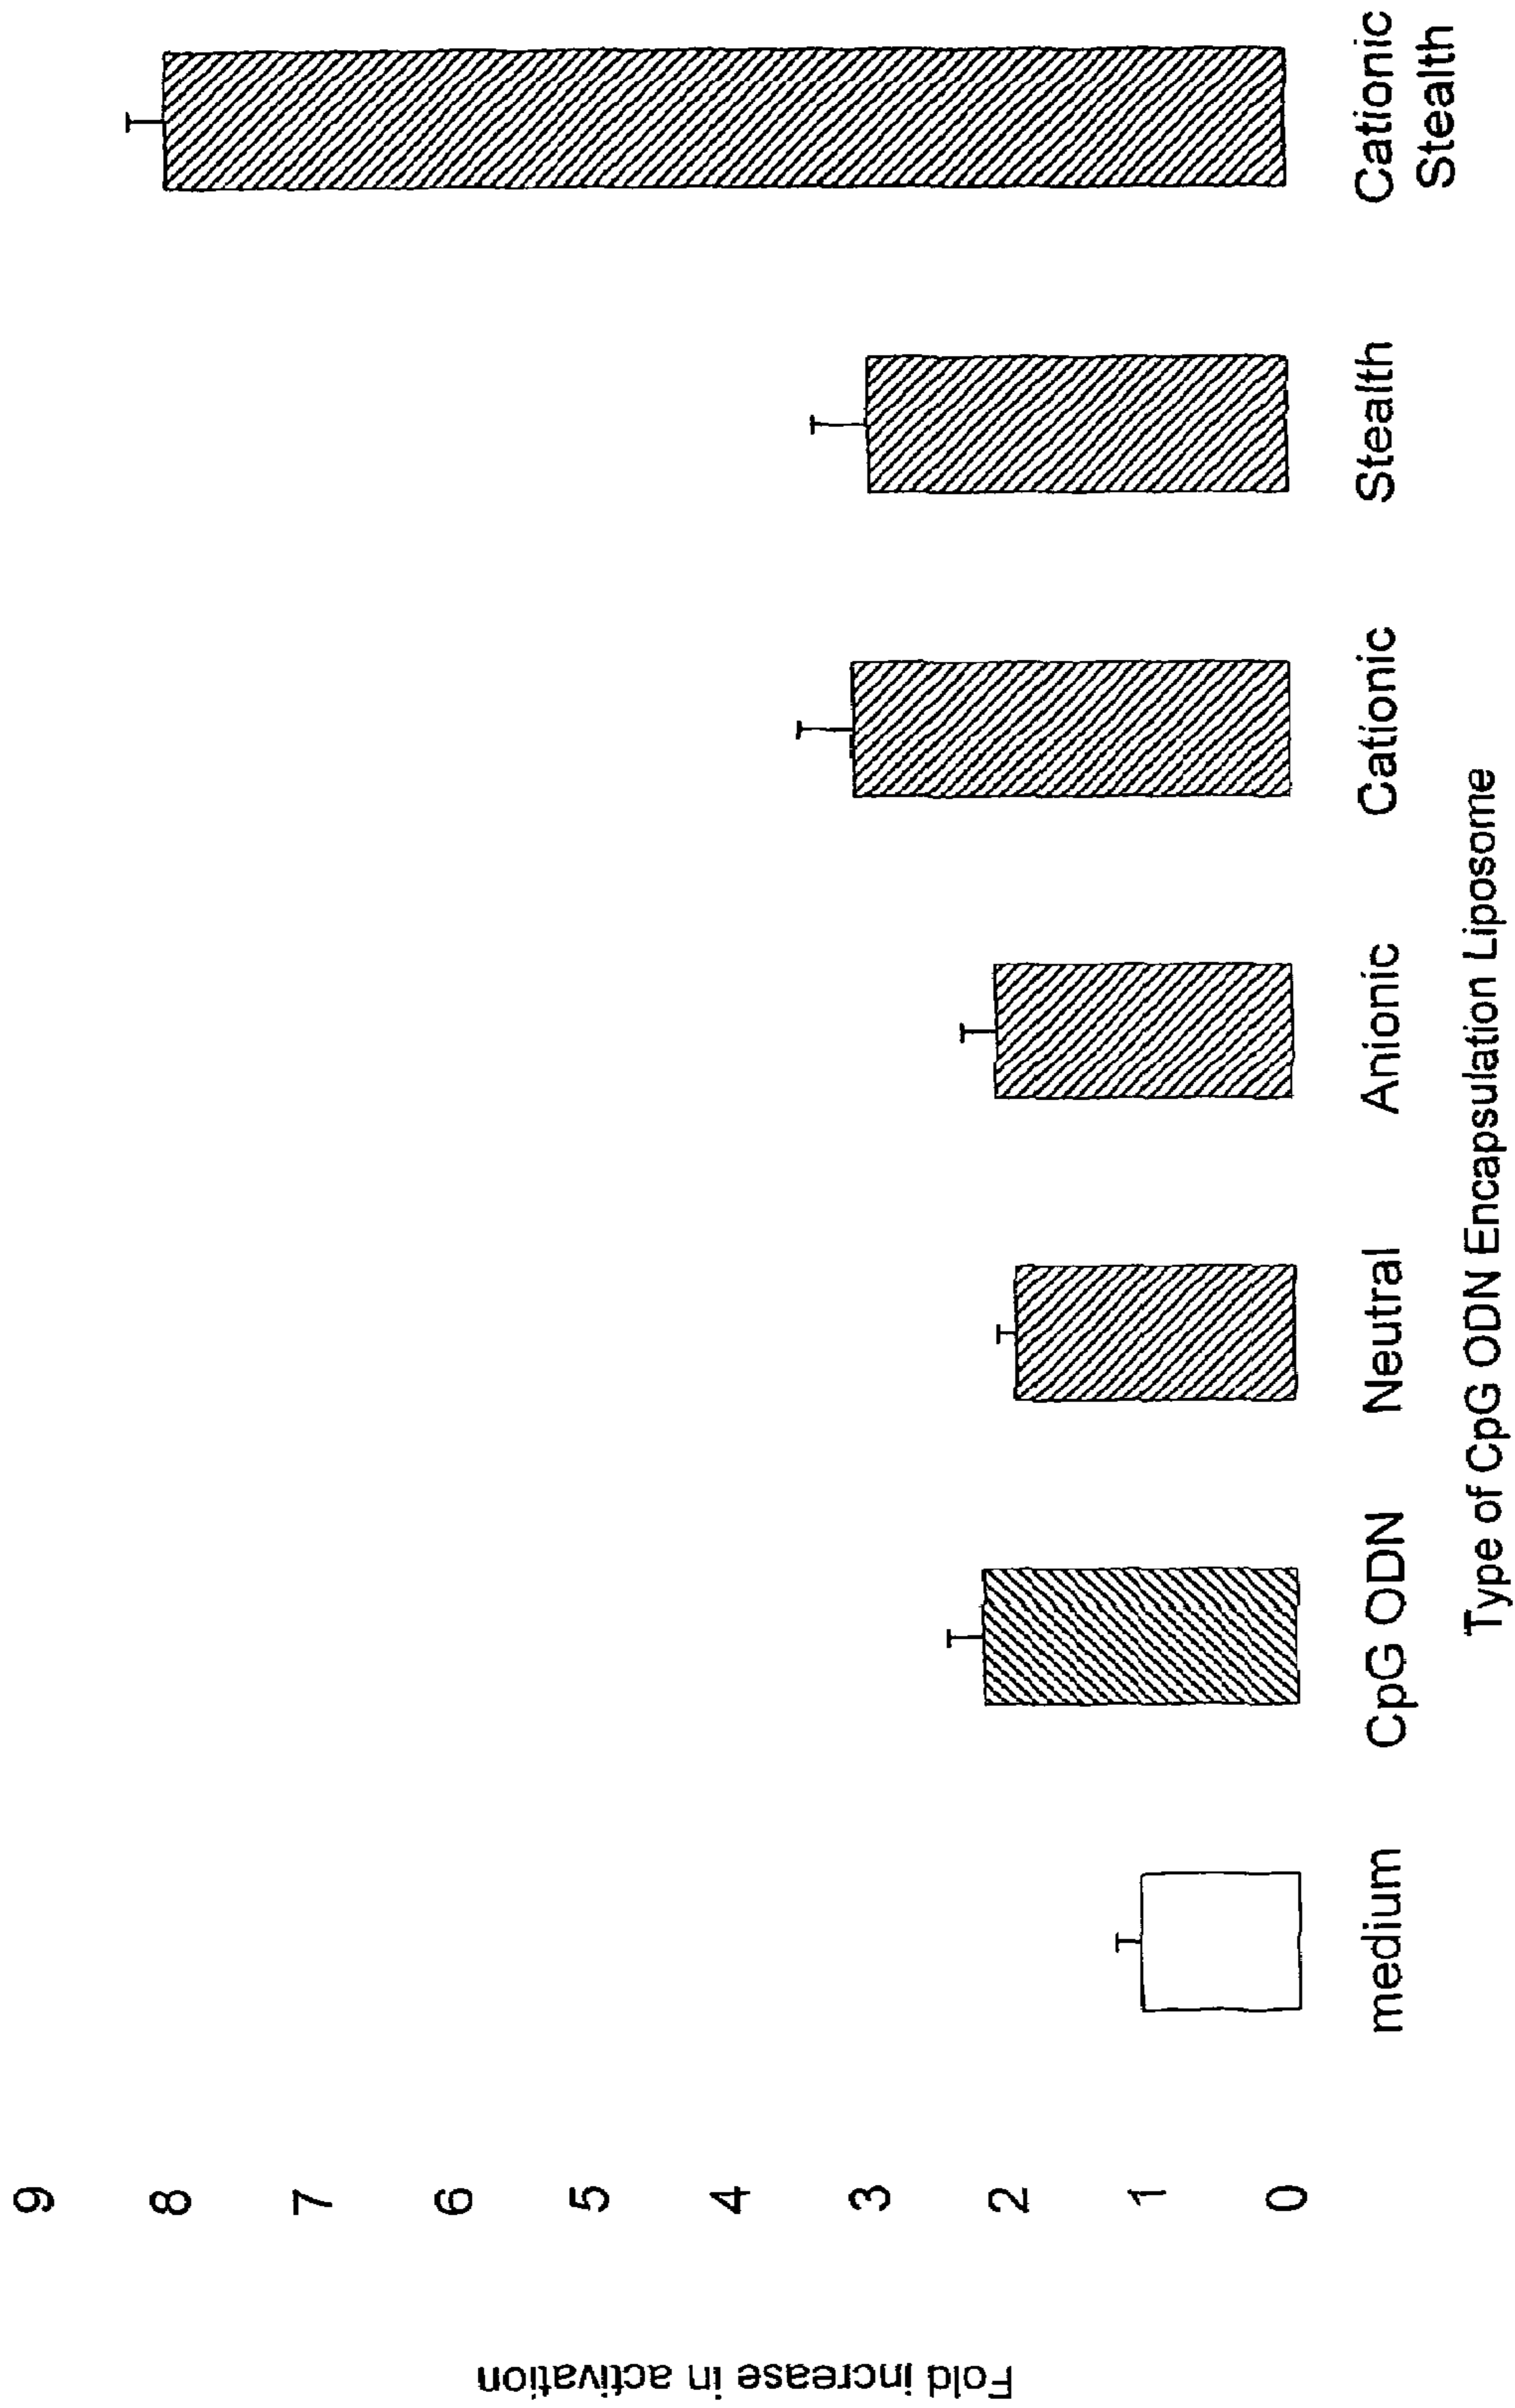 Fold increase in activation
9
8
7
6
5
4
3
2
1
0
medium
CpG ODN
Neutral
Anionic
Cationic
Stealth
Cationic
Stealth
Type of CpG ODN Encapsulation Liposome